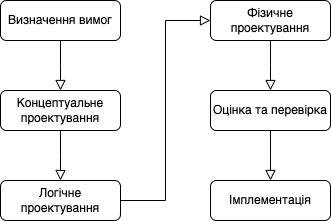 Визначення вимог
Концептуальне
проектування
Логічне
проектування
Фізичне
проектування
Оцінка та перевірка
Імплементація